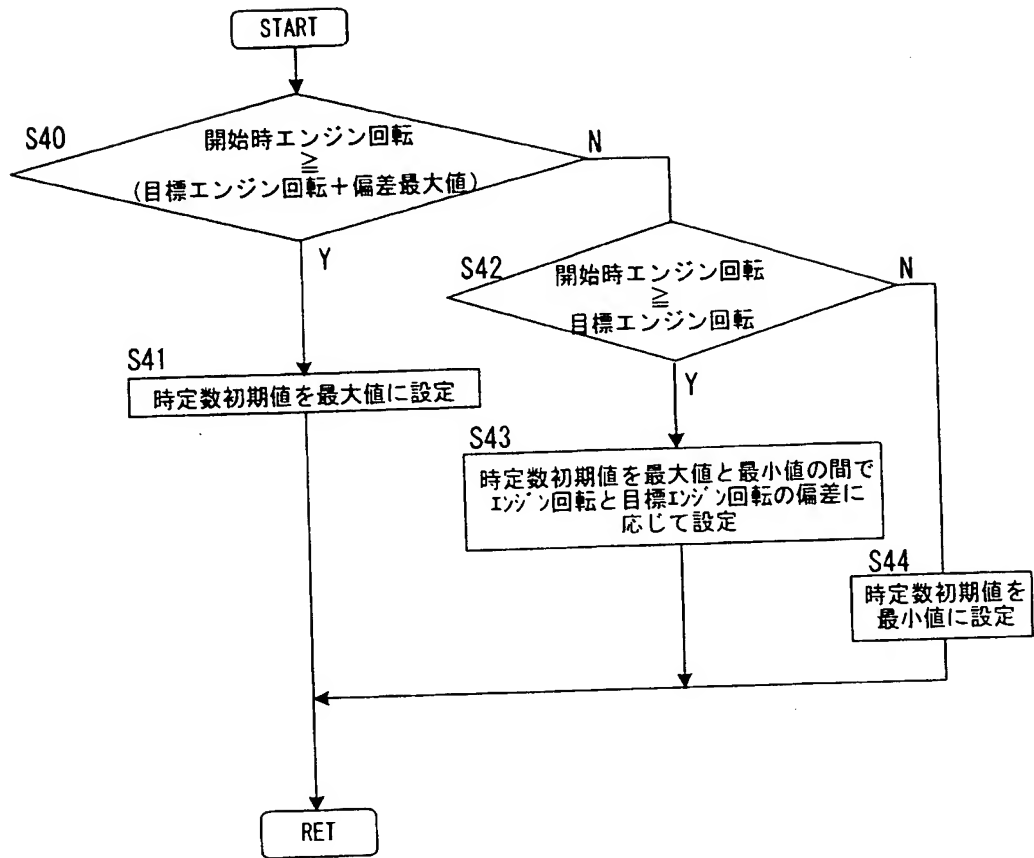 START
S40
開始時エンジン回転
≧
(目標エンジン回転+偏差最大値)
N
Y
S42
開始時エンジン回転
≧
目標エンジン回転
N
Y
S41
時定数初期値を最大値に設定
S43
時定数初期値を最大値と最小値の間で
エンジン回転と目標エンジン回転の偏差に
応じて設定
S44
時定数初期値を
最小値に設定
RET